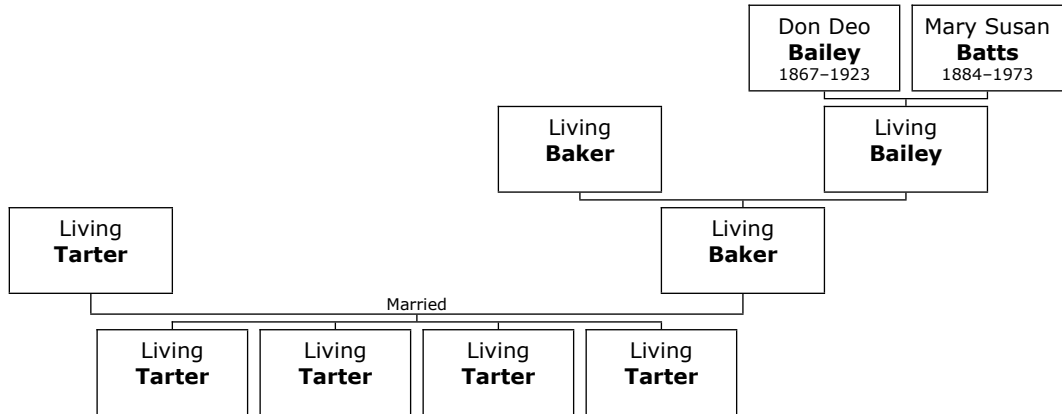 Don Deo
Bailey
1867–1923
Mary Susan
Batts
1884–1973
Living
Baker
Living
Bailey
Living
Tarter
Living
Baker
Married
Living
Tarter
Living
Tarter
Living
Tarter
Living
Tarter